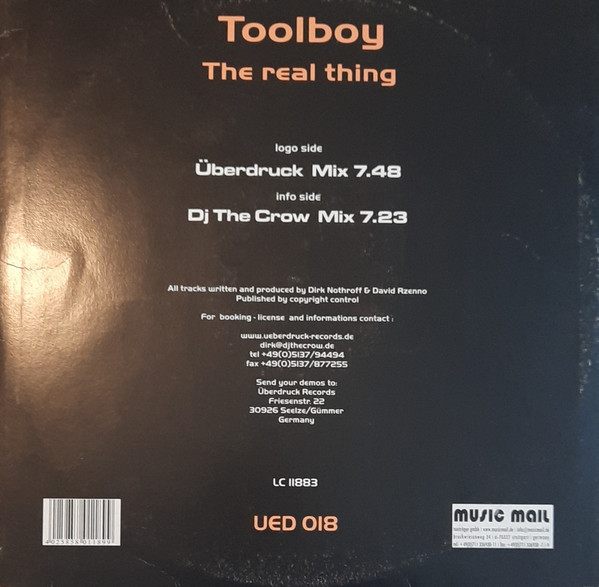 Toolboy
The real thing
logo side
Überdruck Mix 7.48
info side
Dj The Crow Mix 7.23
All tracks written and produced by Dirk Nothroff & David Rzenno
Published by copyright control
For booking - license and informations contact :
www.ueberdruck-records.de
dirk@djthecrow.de
tel +49(0)5137/94494
fax +49(0)5137/877255
Send your demos to:
Überdruck Records
Friesenstr. 22
30926 Seelze/Gümmer
Germany
LC 11883
UED 018
MUSIC MAIL